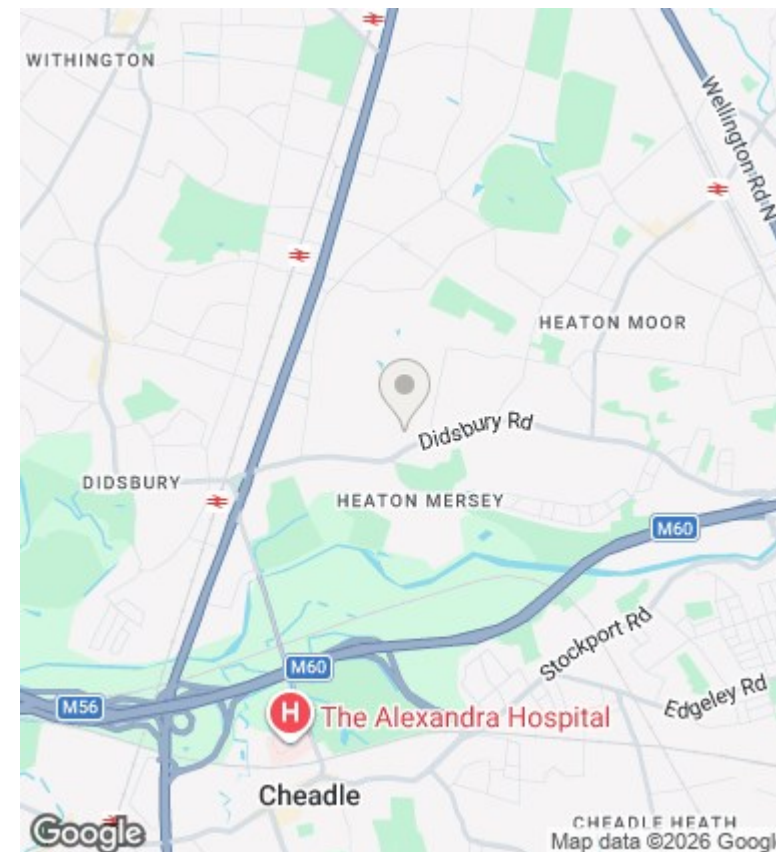 WITHINGTON
Wellington Rd N
HEATON MOOR
Didsbury Rd
DIDSBURY
HEATON MERSEY
M60
Stockport Rd
M60
Edgeley Rd
M56
H
The Alexandra Hospital
Cheadle
CHEADLE HEATH
Google
Map data ©2026 Googl